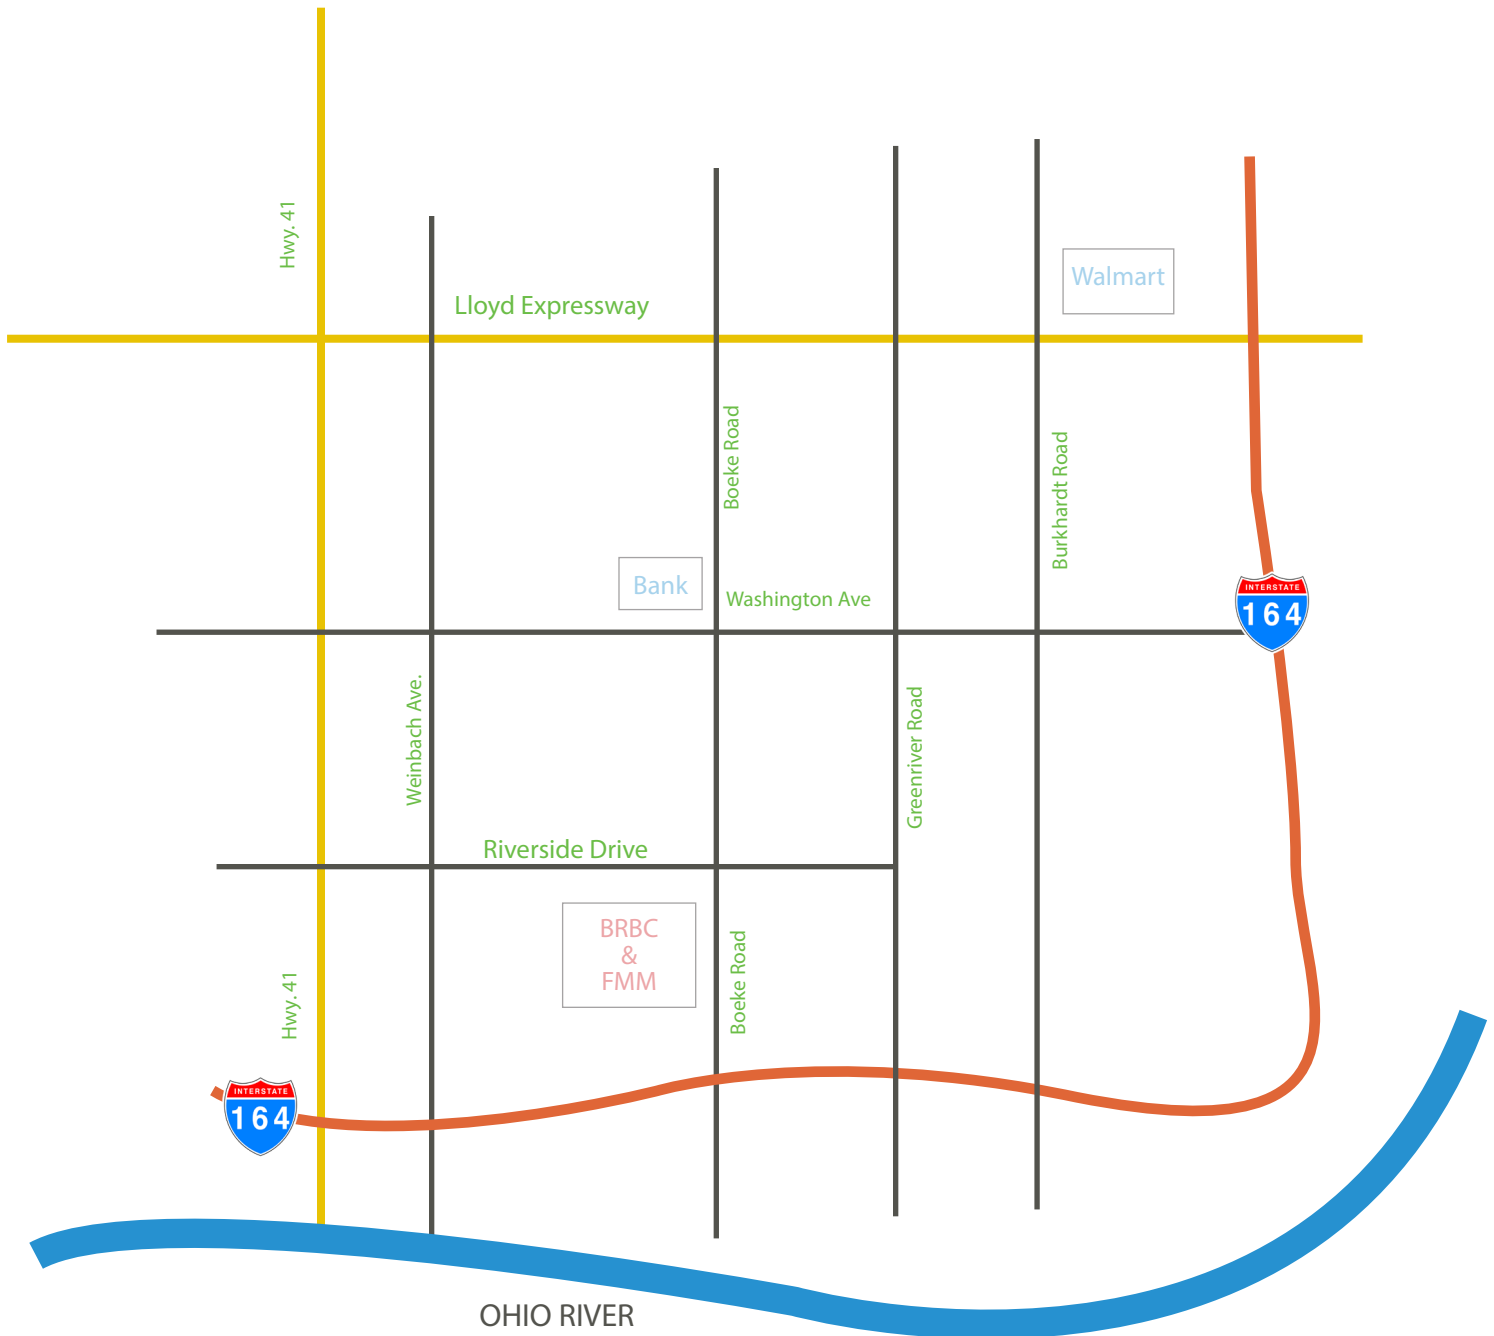 Hwy. 41
Walmart
Lloyd Expressway
Boeke Road
Burkhardt Road
Bank
Washington Ave
INTERSTATE
164
Weinbach Ave.
Greenriver Road
Riverside Drive
BRBC
&
FMM
Boeke Road
Hwy. 41
INTERSTATE
164
OHIO RIVER